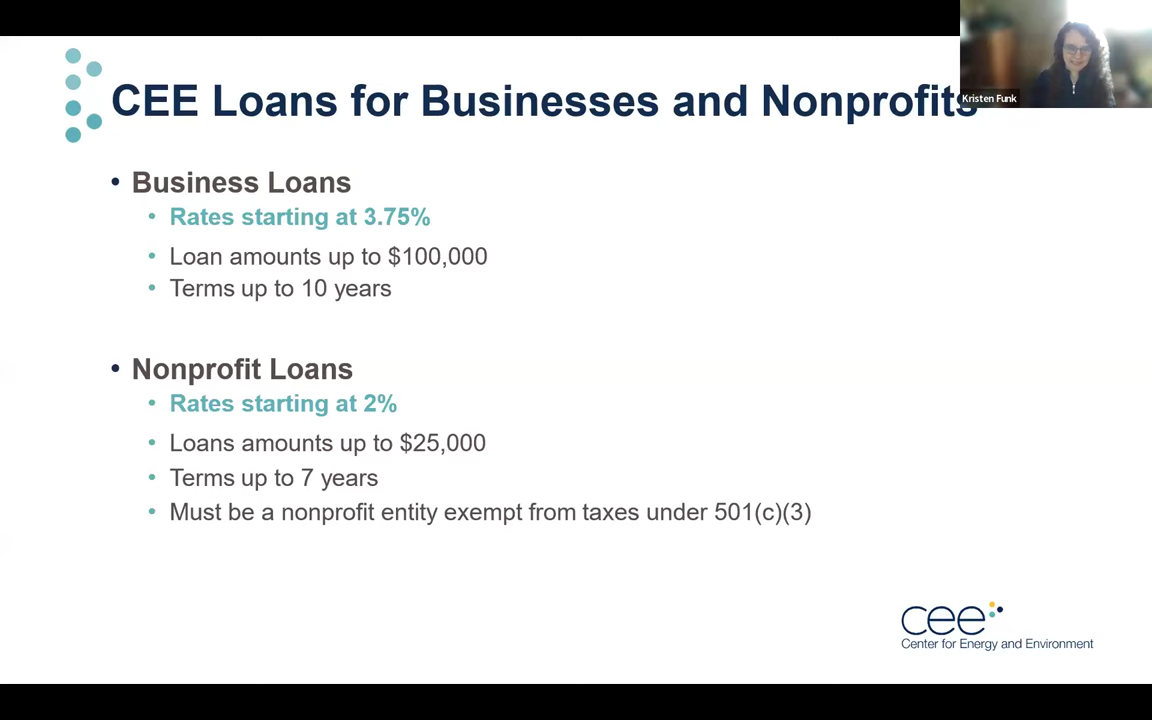 Kristen Funk
CEE Loans for Businesses and Nonprofits
• Business Loans
• Rates starting at 3.75%
• Loan amounts up to $100,000
• Terms up to 10 years
• Nonprofit Loans
• Rates starting at 2%
• Loans amounts up to $25,000
• Terms up to 7 years
• Must be a nonprofit entity exempt from taxes under 501(c)(3)
cee
Center for Energy and Environment